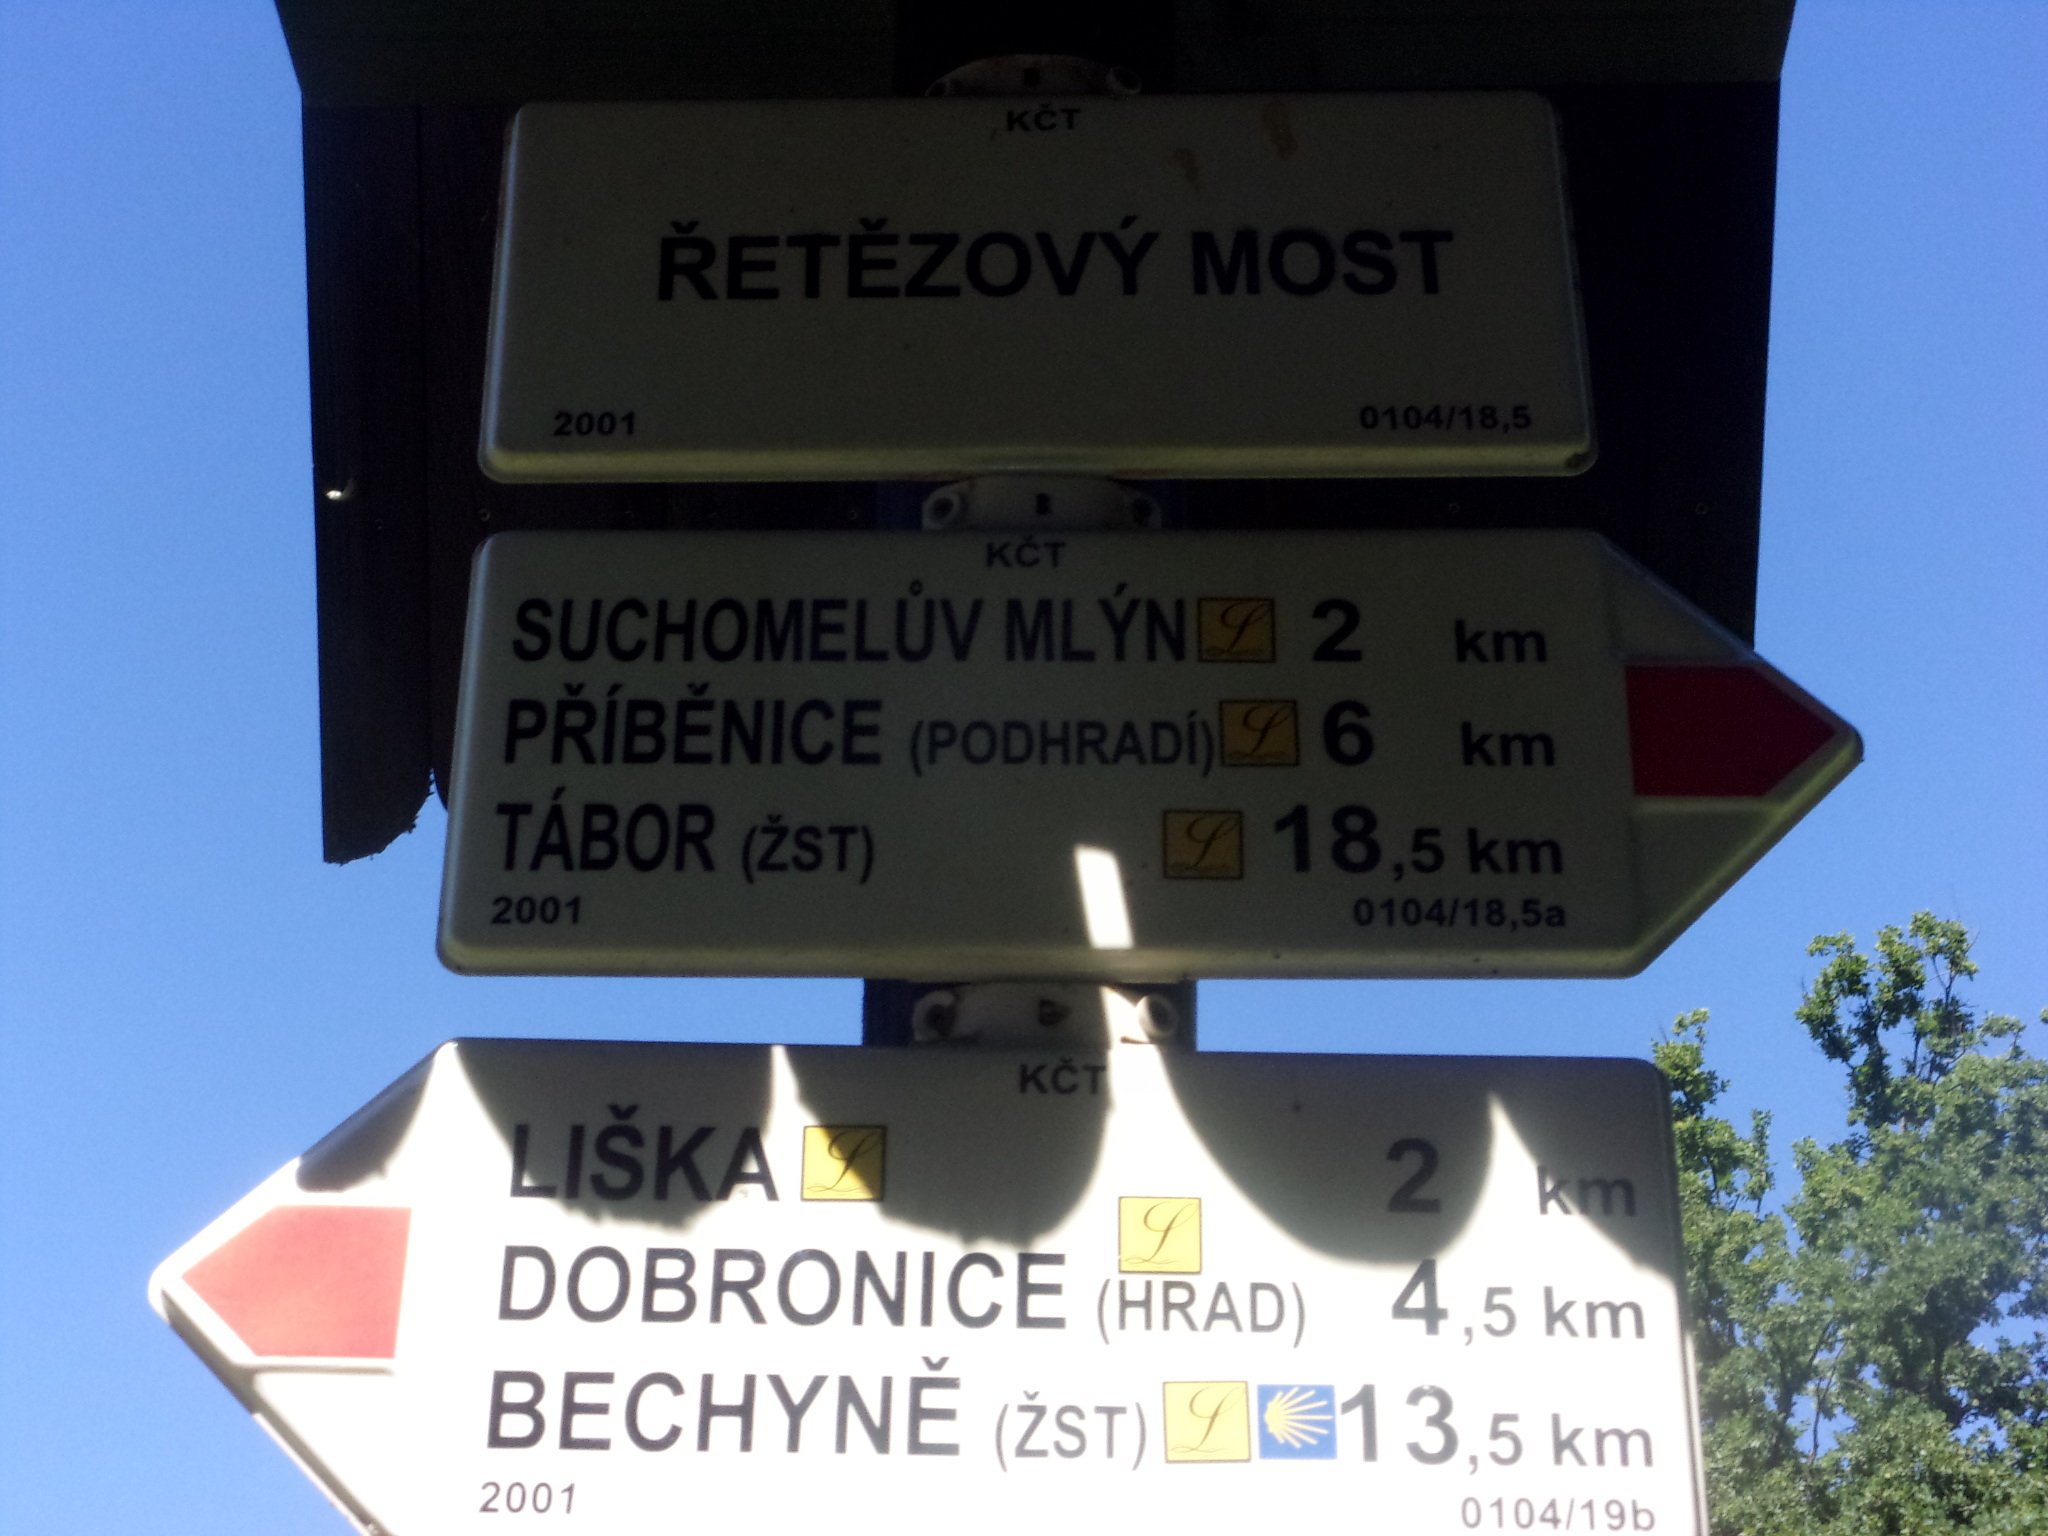 KČT
ŘETĚZOVÝ MOST
2001 0104/18,5
KČT
SUCHOMELŮV MLÝN L 2 km
PŘÍBĚNICE (PODHRADÍ) L 6 km
TÁBOR (ŽST) L 18,5 km
2001 0104/18,5a
KČT
LIŠKA L 2 km
DOBRONICE (HRAD) L 4,5 km
BECHYNĚ (ŽST) L 13,5 km
2001 0104/19b